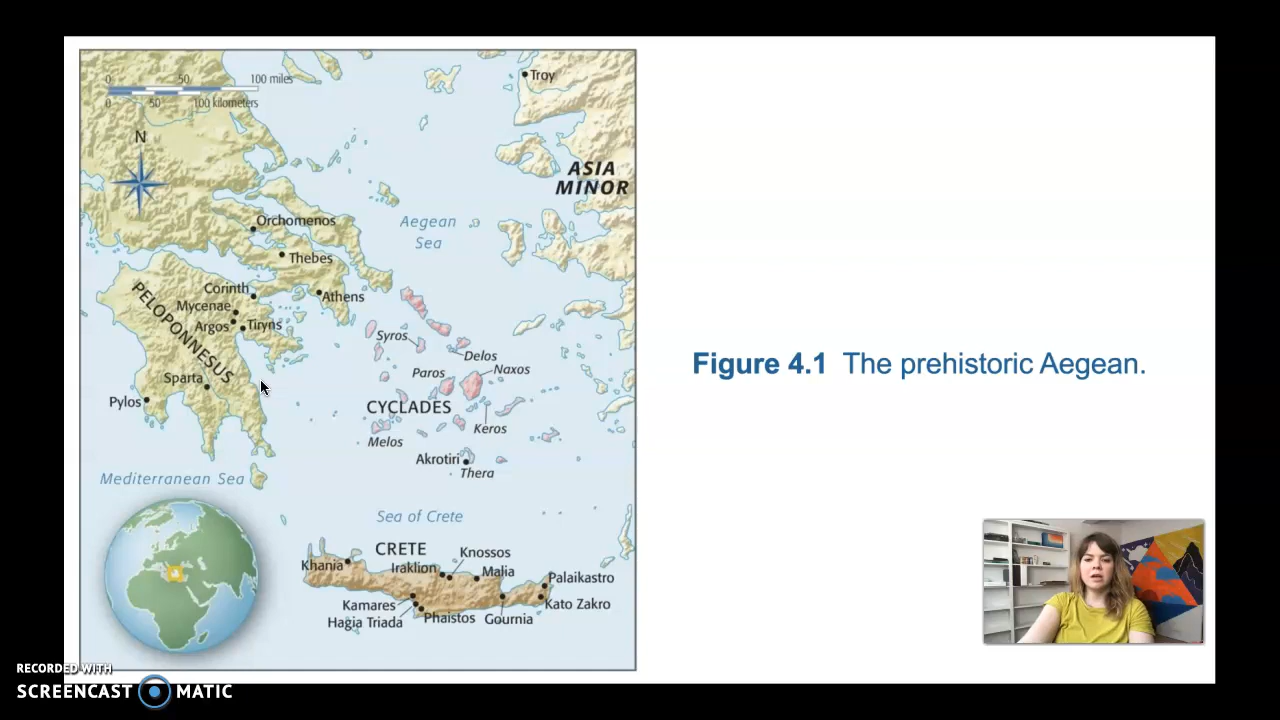 0 50 100 miles
0 50 100 kilometers
N
Troy
ASIA
MINOR
Orchomenos
Aegean
Sea
Thebes
Corinth
Athens
Mycenae
Argos
Tiryns
PELOPONNESUS
Syros
Delos
Paros
Naxos
Sparta
Pylos
CYCLADES
Keros
Melos
Akrotiri
Thera
Mediterranean Sea
Sea of Crete
CRETE
Knossos
Khania
Iraklion
Malia
Palaikastro
Kamares
Kato Zakro
Hagia Triada
Phaistos
Gournia
Figure 4.1 The prehistoric Aegean.
RECORDED WITH
SCREENCAST MATIC